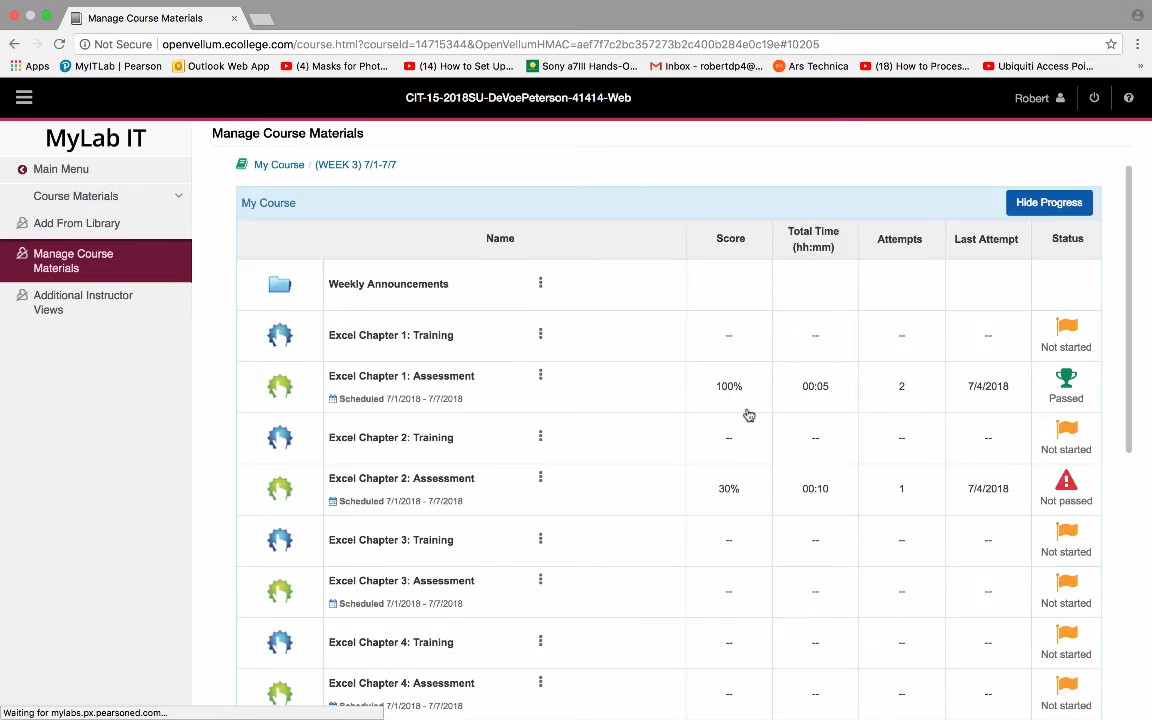 Manage Course Materials
Not Secure openvellum.ecollege.com/course.html?courseId=14715344&OpenVellumHMAC=aef7f7c2bc357273b2c400b284e0c19e#10205
Apps MyITLab | Pearson Outlook Web App (4) Masks for Phot... (14) How to Set Up... Sony a7III Hands-O... Inbox - robertdp4@... Ars Technica (18) How to Proces... Ubiquiti Access Poi... »
CIT-15-2018SU-DeVoePeterson-41414-Web Robert
MyLab IT
Main Menu
Course Materials
Add From Library
Manage Course
Materials
Additional Instructor
Views
Manage Course Materials
My Course / (WEEK 3) 7/1-7/7
My Course Hide Progress
Name Score Total Time (hh:mm) Attempts Last Attempt Status
Weekly Announcements
Excel Chapter 1: Training -- -- -- -- Not started
Excel Chapter 1: Assessment 100% 00:05 2 7/4/2018 Passed
Scheduled 7/1/2018 - 7/7/2018
Excel Chapter 2: Training -- -- -- -- Not started
Excel Chapter 2: Assessment 30% 00:10 1 7/4/2018 Not passed
Scheduled 7/1/2018 - 7/7/2018
Excel Chapter 3: Training -- -- -- -- Not started
Excel Chapter 3: Assessment -- -- -- -- Not started
Scheduled 7/1/2018 - 7/7/2018
Excel Chapter 4: Training -- -- -- -- Not started
Excel Chapter 4: Assessment -- -- -- -- Not started
Scheduled 7/1/2018 - 7/7/2018
Waiting for mylabs.px.pearsoned.com...